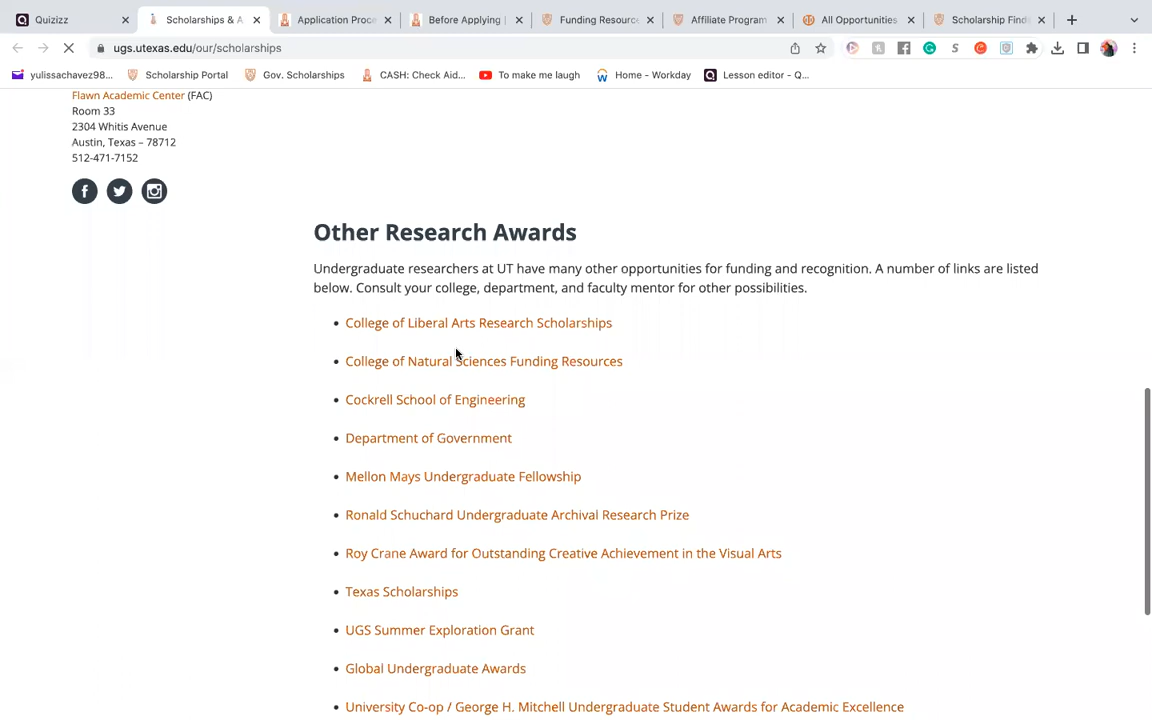 Quizizz
Scholarships & A
Application Proce
Before Applying |
Funding Resource
Affiliate Program
All Opportunities
Scholarship Find
ugs.utexas.edu/our/scholarships
yulissachavez98...
Scholarship Portal
Gov. Scholarships
CASH: Check Aid...
To make me laugh
Home - Workday
Lesson editor - Q...
Flawn Academic Center (FAC)
Room 33
2304 Whitis Avenue
Austin, Texas – 78712
512-471-7152
Other Research Awards
Undergraduate researchers at UT have many other opportunities for funding and recognition. A number of links are listed
below. Consult your college, department, and faculty mentor for other possibilities.
College of Liberal Arts Research Scholarships
College of Natural Sciences Funding Resources
Cockrell School of Engineering
Department of Government
Mellon Mays Undergraduate Fellowship
Ronald Schuchard Undergraduate Archival Research Prize
Roy Crane Award for Outstanding Creative Achievement in the Visual Arts
Texas Scholarships
UGS Summer Exploration Grant
Global Undergraduate Awards
University Co-op / George H. Mitchell Undergraduate Student Awards for Academic Excellence